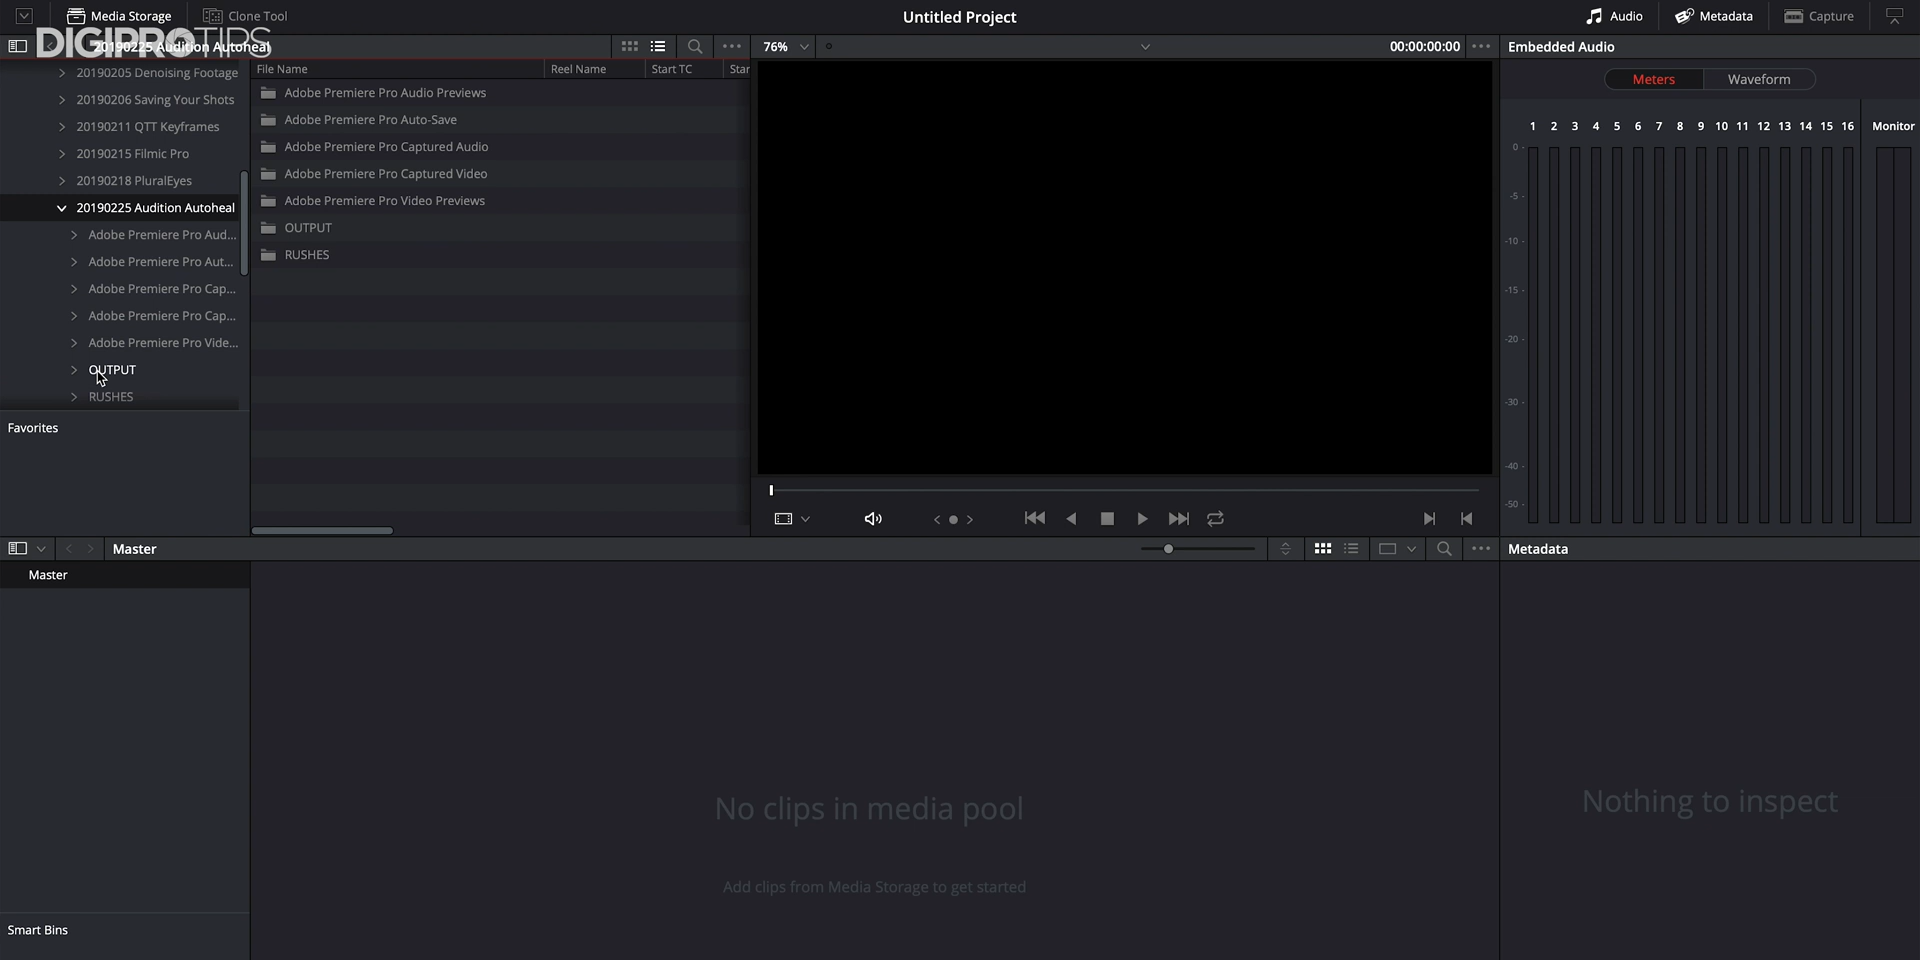 Media Storage
Clone Tool
Untitled Project
Audio
Metadata
Capture
DIGIPROTIPS
20190225 Audition Autoheal
76%
00:00:00:00
Embedded Audio
20190205 Denoising Footage
20190206 Saving Your Shots
20190211 QTT Keyframes
20190215 Filmic Pro
20190218 PluralEyes
20190225 Audition Autoheal
Adobe Premiere Pro Aud...
Adobe Premiere Pro Aut...
Adobe Premiere Pro Cap...
Adobe Premiere Pro Cap...
Adobe Premiere Pro Vide...
OUTPUT
RUSHES
Favorites
File Name
Reel Name
Start TC
Star
Adobe Premiere Pro Audio Previews
Adobe Premiere Pro Auto-Save
Adobe Premiere Pro Captured Audio
Adobe Premiere Pro Captured Video
Adobe Premiere Pro Video Previews
OUTPUT
RUSHES
Meters
Waveform
1 2 3 4 5 6 7 8 9 10 11 12 13 14 15 16 Monitor
0 -
-5 -
-10 -
-15 -
-20 -
-30 -
-40 -
-50 -
Master
Metadata
Master
No clips in media pool
Add clips from Media Storage to get started
Nothing to inspect
Smart Bins